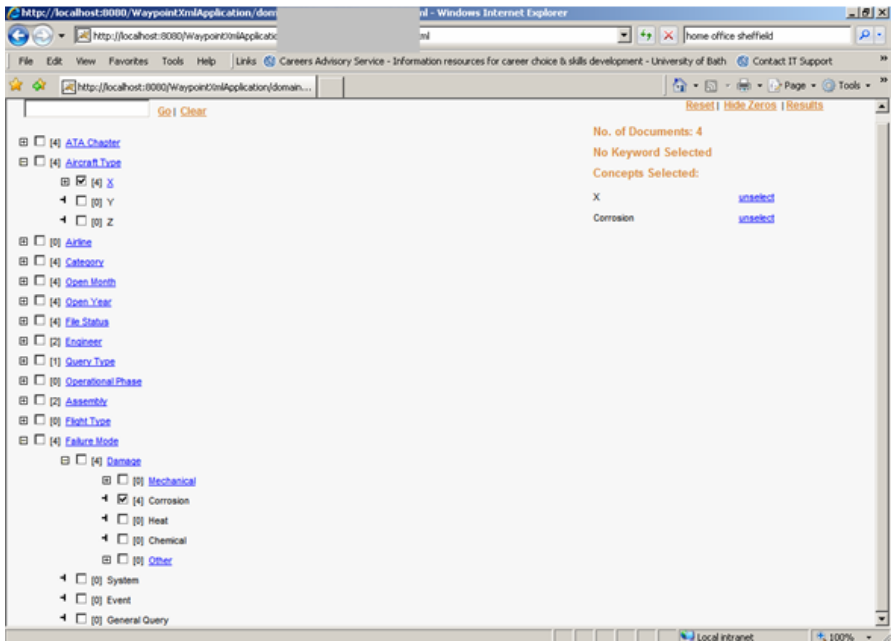 http://localhost:8080/WaypointXmlApplication/dom ml - Windows Internet Explorer
http://localhost:8080/WaypointXmlApplicatio ml home office sheffield
File Edit View Favorites Tools Help Links Careers Advisory Service - Information resources for career choice & skills development - University of Bath Contact IT Support »
http://localhost:8080/WaypointXmlApplication/domain... Page Tools »
Go | Clear Reset | Hide Zeros | Results
No. of Documents: 4
[4] ATA Chapter
No Keyword Selected
[4] Aircraft Type
Concepts Selected:
[4] X
X unselect
[0] Y
[0] Z
Corrosion unselect
[0] Airline
[4] Category
[4] Open Month
[4] Open Year
[4] File Status
[2] Engineer
[1] Query Type
[0] Operational Phase
[2] Assembly
[0] Flight Type
[4] Failure Mode
[4] Damage
[0] Mechanical
[4] Corrosion
[0] Heat
[0] Chemical
[0] Other
[0] System
[0] Event
[0] General Query
Local intranet 100%